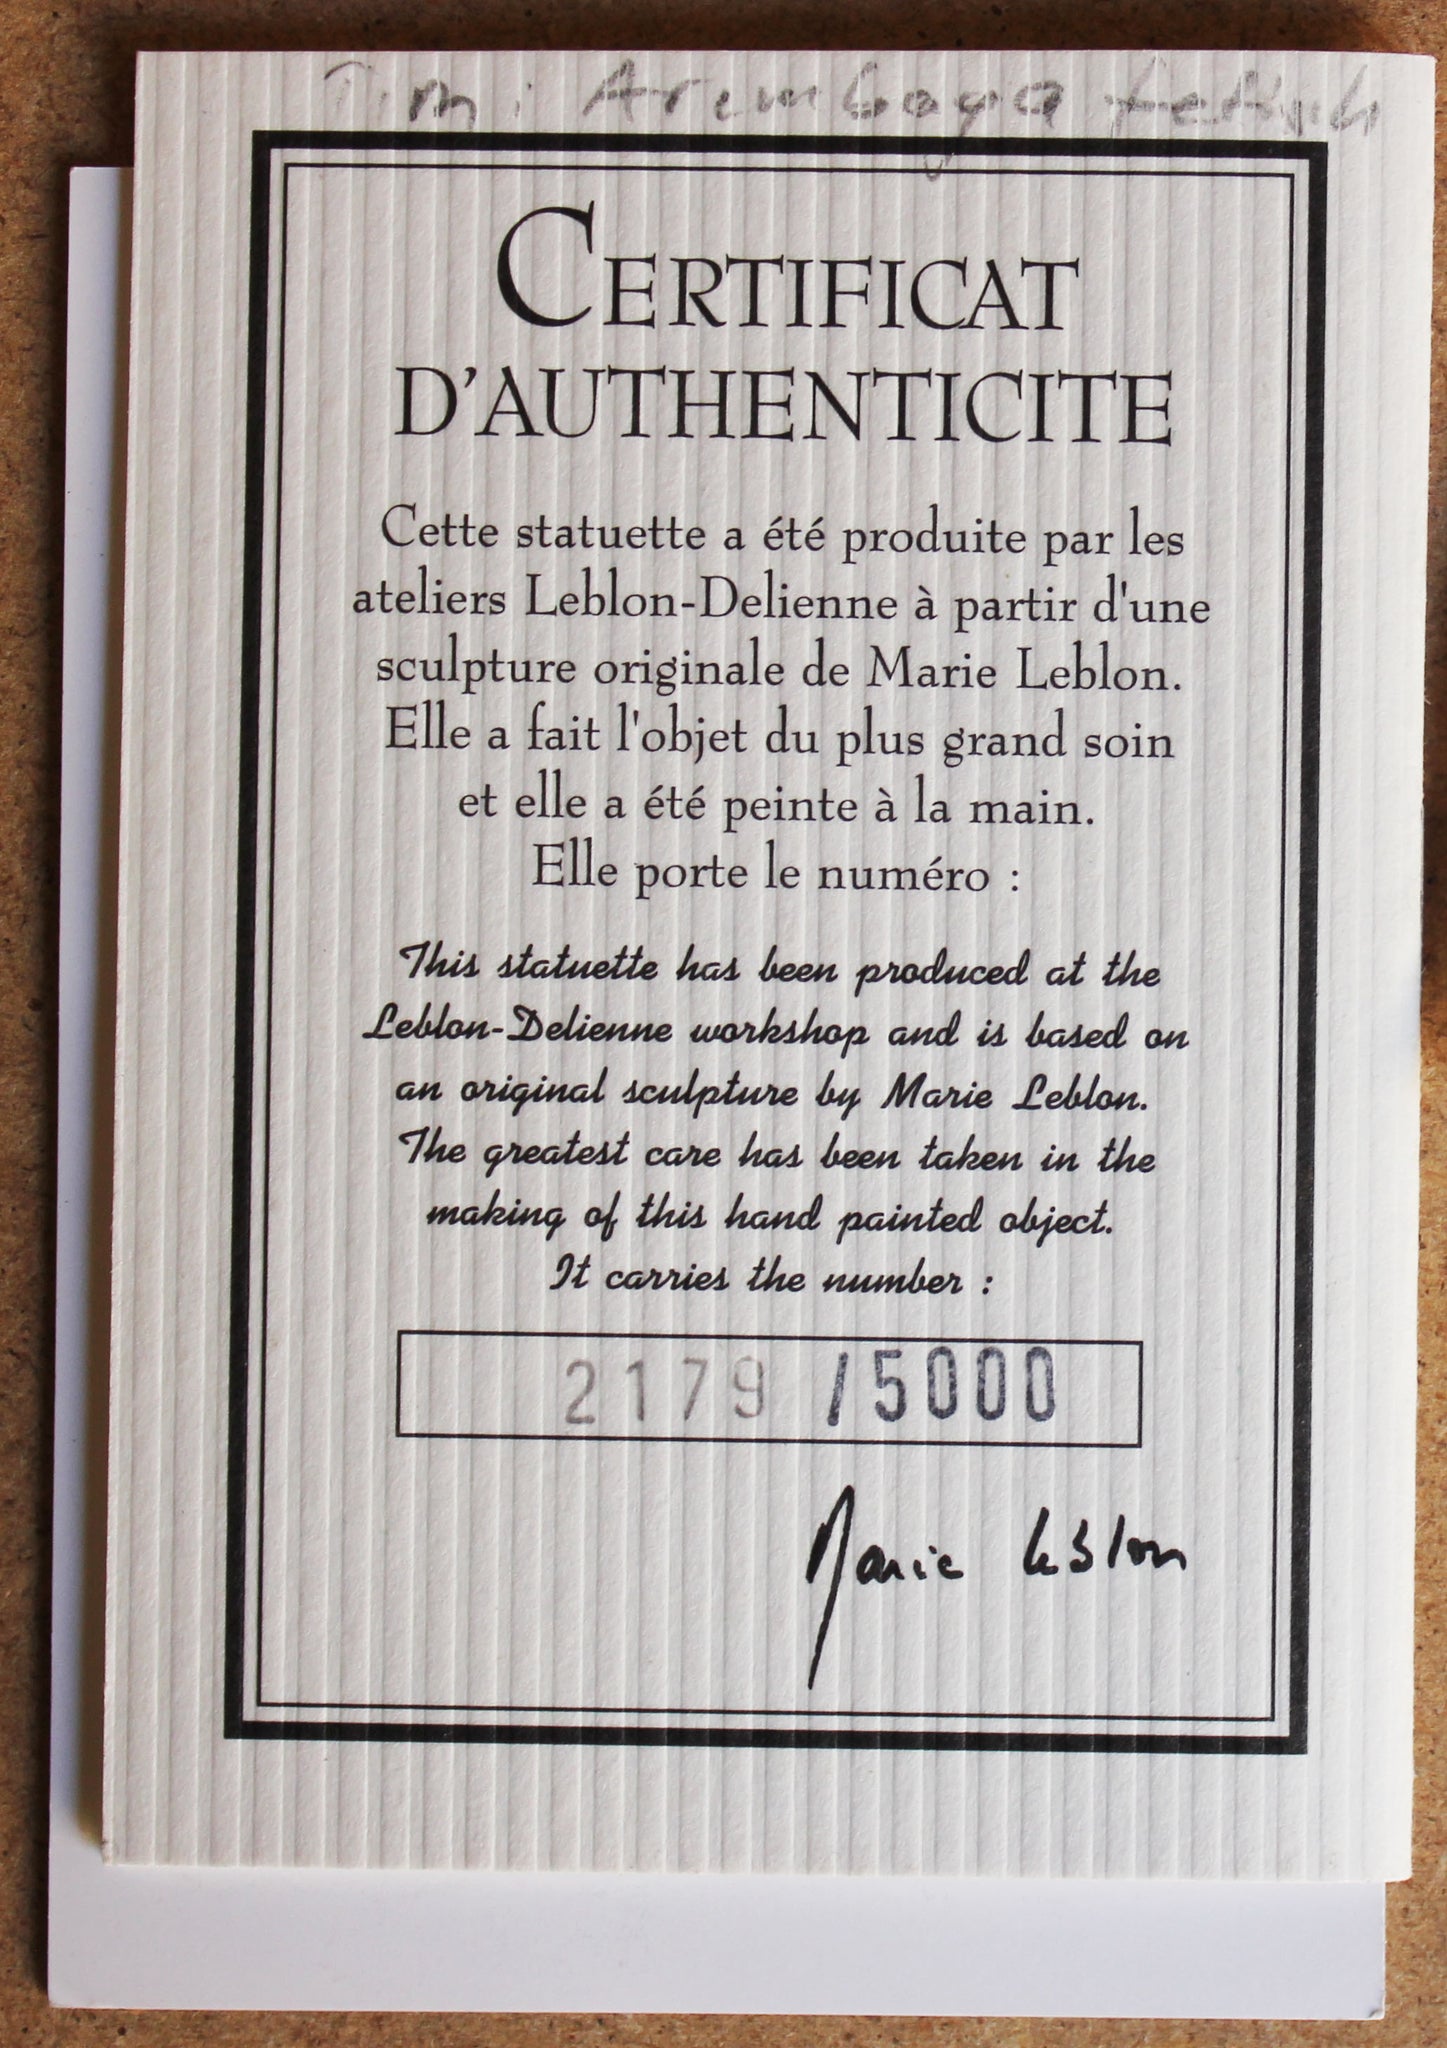 Tim : Arumbaya Fetisch
CERTIFICAT
D'AUTHENTICITE
Cette statuette a été produite par les
ateliers Leblon-Delienne à partir d'une
sculpture originale de Marie Leblon.
Elle a fait l'objet du plus grand soin
et elle a été peinte à la main.
Elle porte le numéro :
This statuette has been produced at the
Leblon-Delienne workshop and is based on
an original sculpture by Marie Leblon.
The greatest care has been taken in the
making of this hand painted object.
It carries the number :
2179 /5000
Marie Leblon